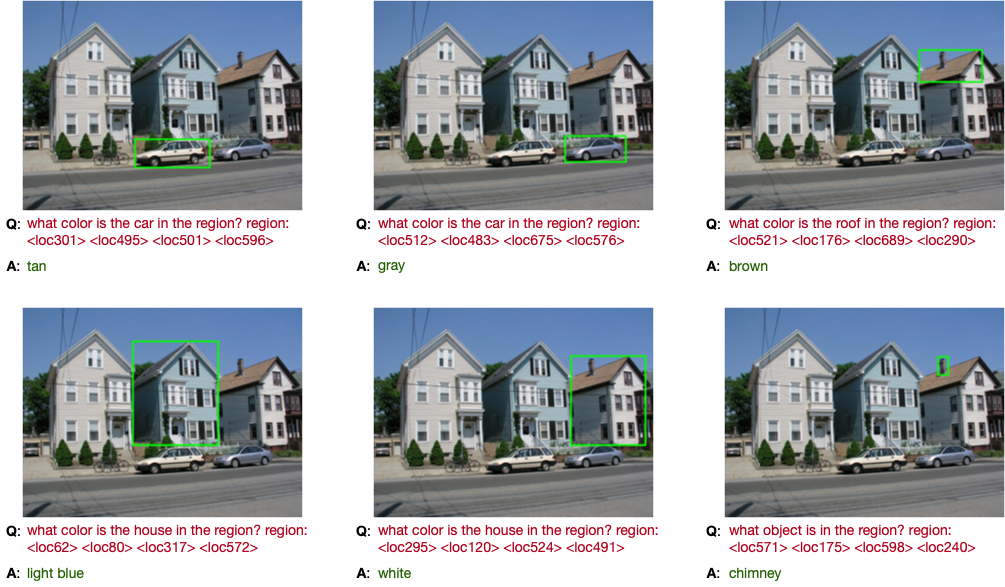 Q: what color is the car in the region? region:
<loc301> <loc495> <loc501> <loc596>
A: tan
Q: what color is the car in the region? region:
<loc512> <loc483> <loc675> <loc576>
A: gray
Q: what color is the roof in the region? region:
<loc521> <loc176> <loc689> <loc290>
A: brown
Q: what color is the house in the region? region:
<loc62> <loc80> <loc317> <loc572>
A: light blue
Q: what color is the house in the region? region:
<loc295> <loc120> <loc524> <loc491>
A: white
Q: what object is in the region? region:
<loc571> <loc175> <loc598> <loc240>
A: chimney